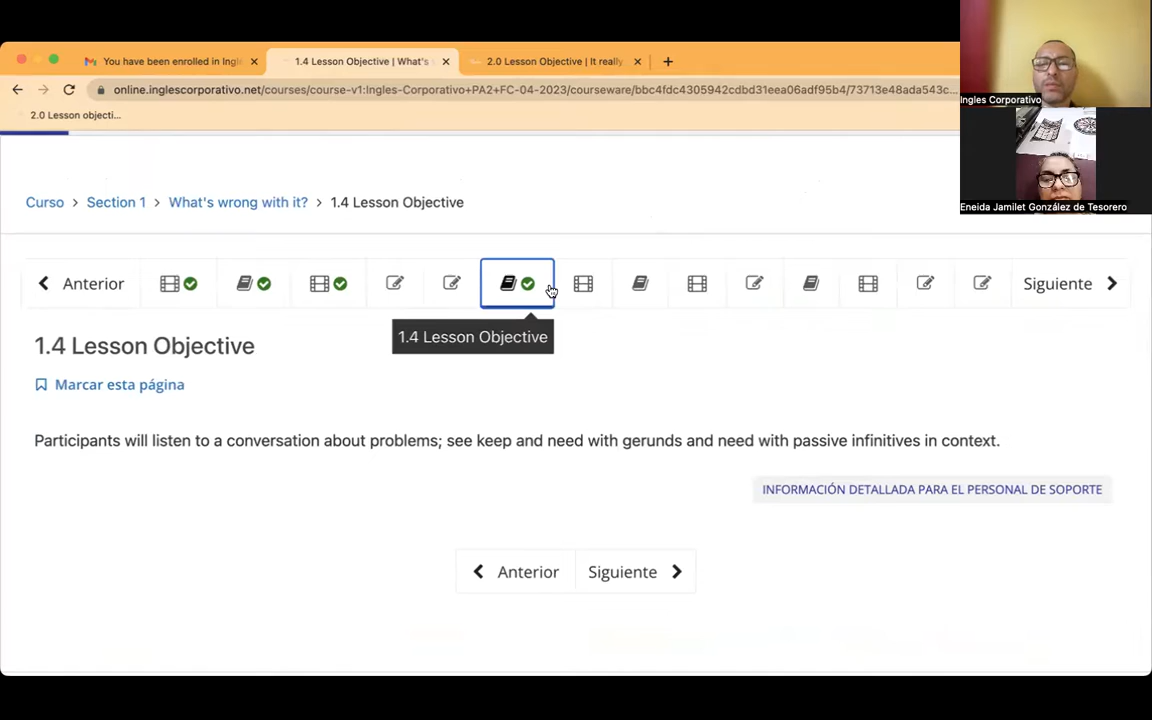 You have been enrolled in Ingl
1.4 Lesson Objective | What's
2.0 Lesson Objective | It really
online.inglescorporativo.net/courses/course-v1:Ingles-Corporativo+PA2+FC-04-2023/courseware/bbc4fdc4305942cdbd31eea06adf95b4/73713e48ada543c...
2.0 Lesson objecti...
Ingles Corporativo
Eneida Jamilet González de Tesorero
Curso > Section 1 > What's wrong with it? > 1.4 Lesson Objective
Anterior
Siguiente
1.4 Lesson Objective
1.4 Lesson Objective
Marcar esta página
Participants will listen to a conversation about problems; see keep and need with gerunds and need with passive infinitives in context.
INFORMACIÓN DETALLADA PARA EL PERSONAL DE SOPORTE
Anterior
Siguiente